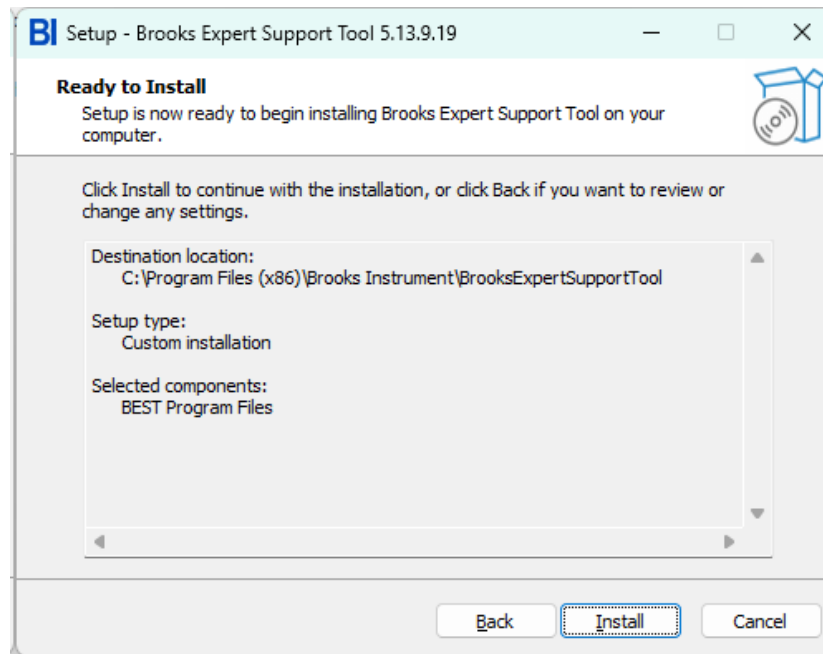 BI Setup - Brooks Expert Support Tool 5.13.9.19
Ready to Install
Setup is now ready to begin installing Brooks Expert Support Tool on your
computer.
Click Install to continue with the installation, or click Back if you want to review or
change any settings.
Destination location:
C:\Program Files (x86)\Brooks Instrument\BrooksExpertSupportTool
Setup type:
Custom installation
Selected components:
BEST Program Files
Back Install Cancel